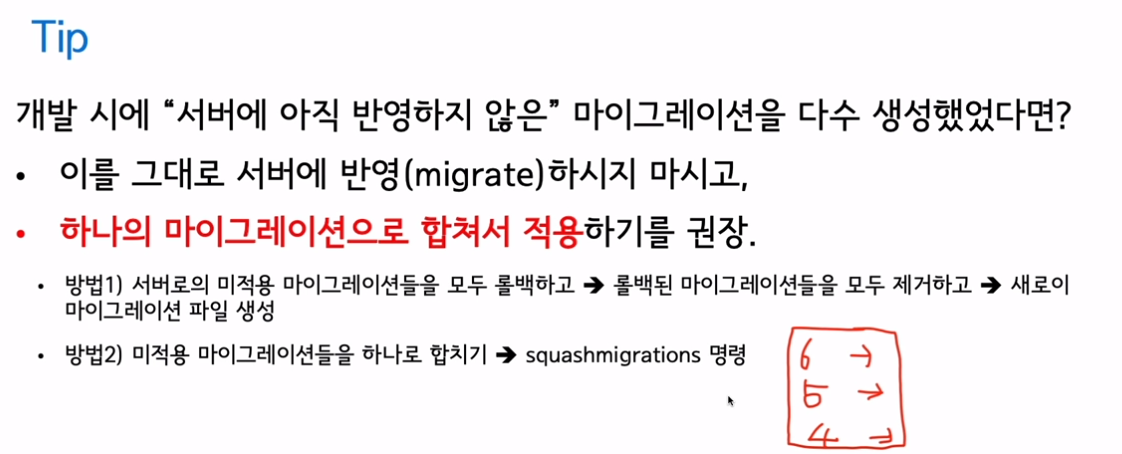 Tip
개발 시에 “서버에 아직 반영하지 않은” 마이그레이션을 다수 생성했었다면?
• 이를 그대로 서버에 반영(migrate)하시지 마시고,
• 하나의 마이그레이션으로 합쳐서 적용하기를 권장.
• 방법1) 서버로의 미적용 마이그레이션들을 모두 롤백하고 ➔ 롤백된 마이그레이션들을 모두 제거하고 ➔ 새로이
마이그레이션 파일 생성
• 방법2) 미적용 마이그레이션들을 하나로 합치기 ➔ squashmigrations 명령
6 →
5 →
4 →